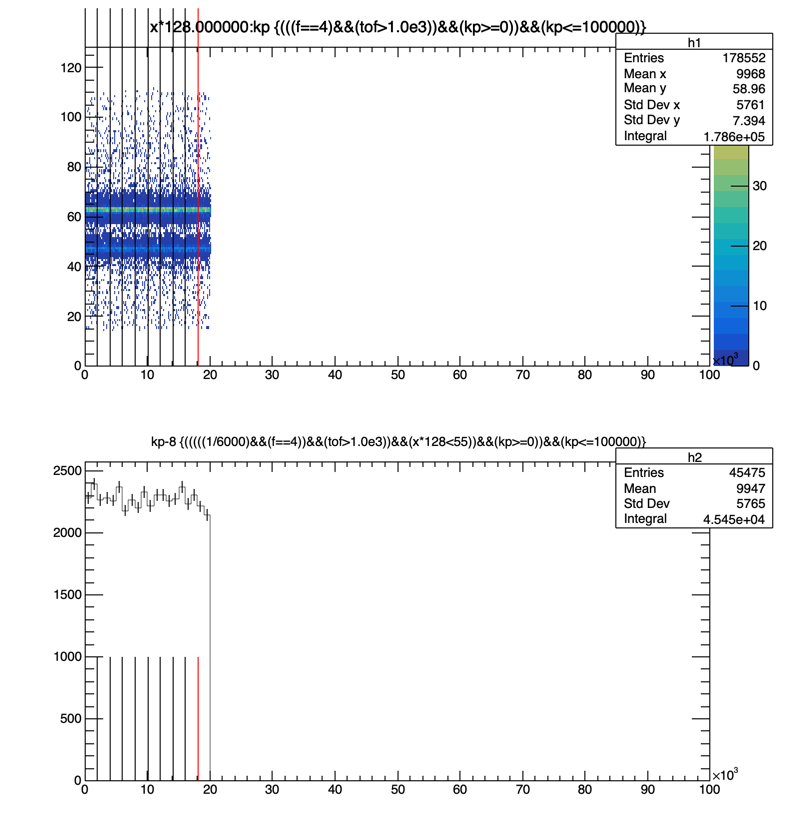 x*128.000000:kp {(((f==4)&&(tof>1.0e3))&&(kp>=0))&&(kp<=100000)}
h1
Entries 178552
Mean x 9968
Mean y 58.96
Std Dev x 5761
Std Dev y 7.394
Integral 1.786e+05
120
100
80
60
40
20
0
30
20
10
0
×10³
0 10 20 30 40 50 60 70 80 90 100
kp-8 {((((((1/6000)&&(f==4))&&(tof>1.0e3))&&(x*128<55))&&(kp>=0))&&(kp<=100000)}
h2
Entries 45475
Mean 9947
Std Dev 5765
Integral 4.545e+04
2500
2000
1500
1000
500
0
×10³
0 10 20 30 40 50 60 70 80 90 100